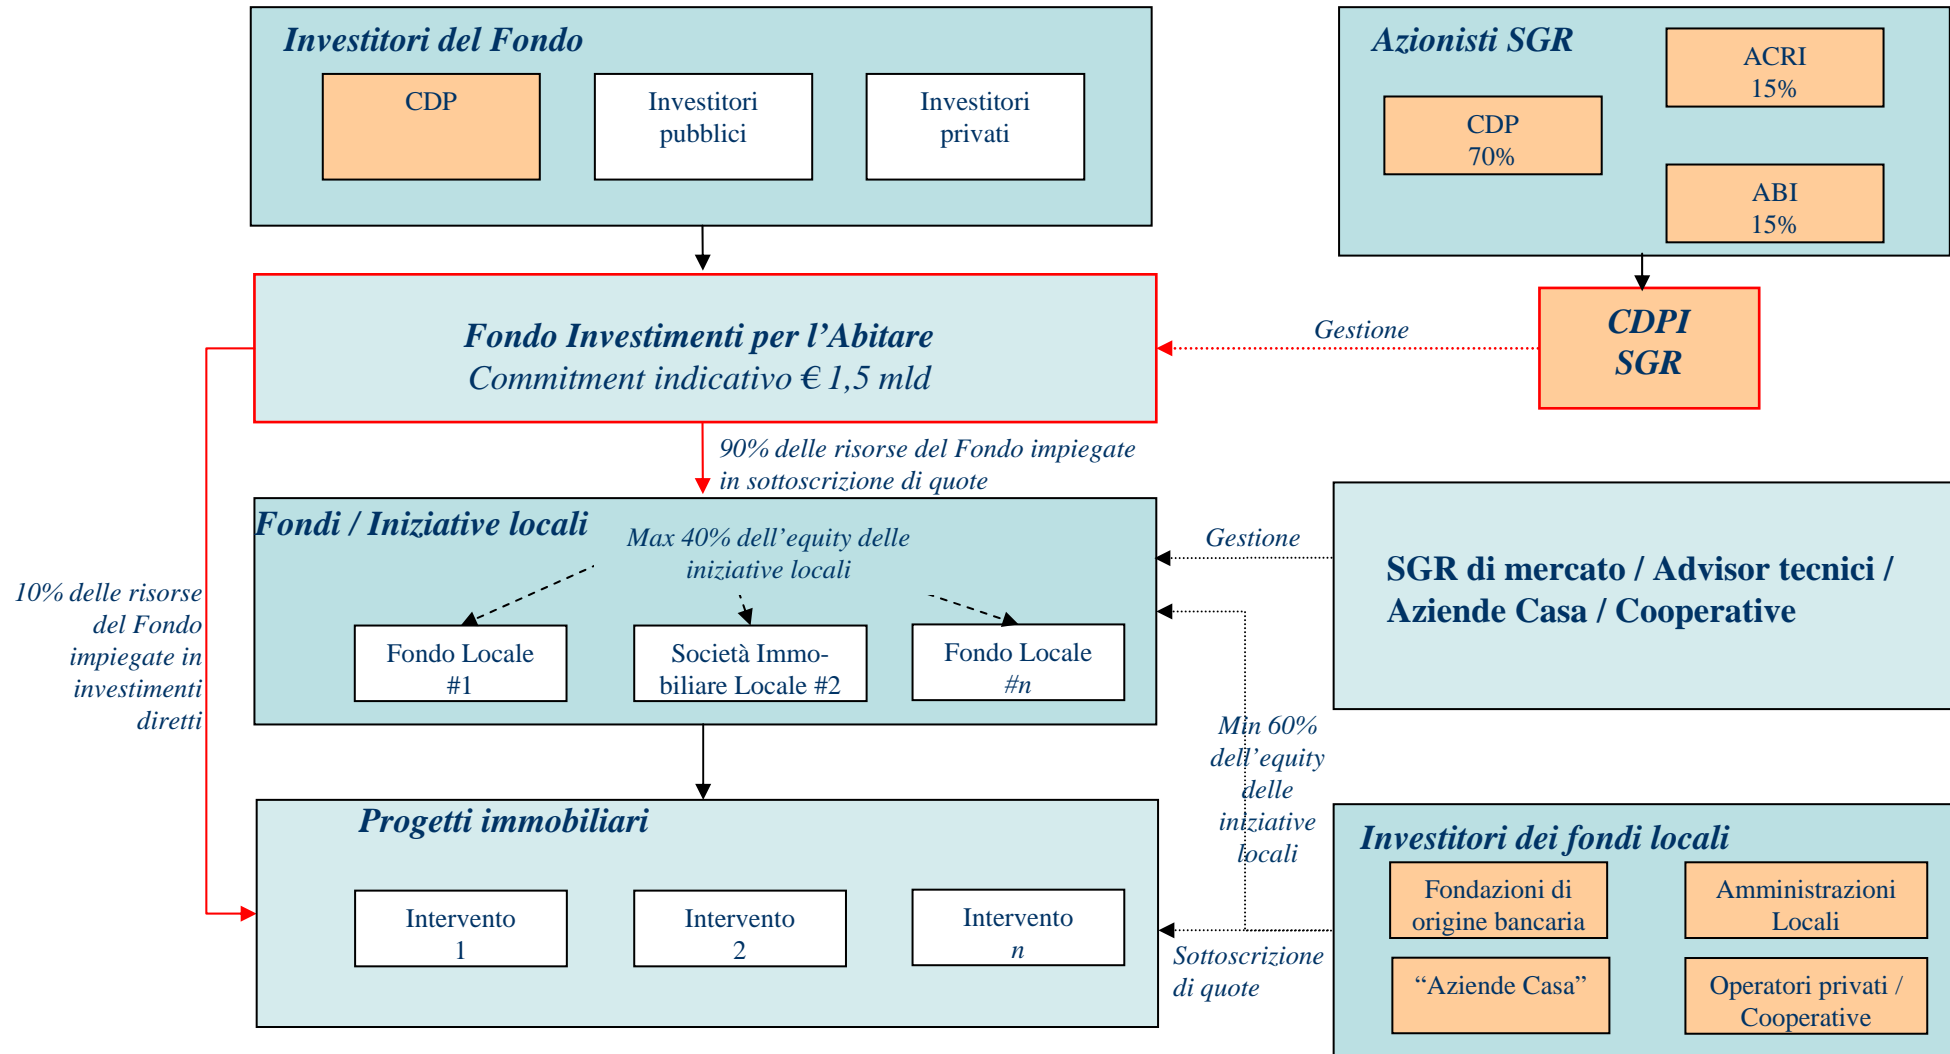 Investitori del Fondo
CDP
Investitori
pubblici
Investitori
privati
Azionisti SGR
ACRI
15%
CDP
70%
ABI
15%
Fondo Investimenti per l’Abitare
Commitment indicativo € 1,5 mld
Gestione
CDPI
SGR
90% delle risorse del Fondo impiegate
in sottoscrizione di quote
10% delle risorse
del Fondo
impiegate in
investimenti
diretti
Fondi / Iniziative locali
Max 40% dell’equity delle
iniziative locali
Fondo Locale
#1
Società Immo-
biliare Locale #2
Fondo Locale
#n
Gestione
SGR di mercato / Advisor tecnici /
Aziende Casa / Cooperative
Min 60%
dell’equity
delle
iniziative
locali
Progetti immobiliari
Intervento
1
Intervento
2
Intervento
n
Sottoscrizione
di quote
Investitori dei fondi locali
Fondazioni di
origine bancaria
Amministrazioni
Locali
“Aziende Casa”
Operatori privati /
Cooperative